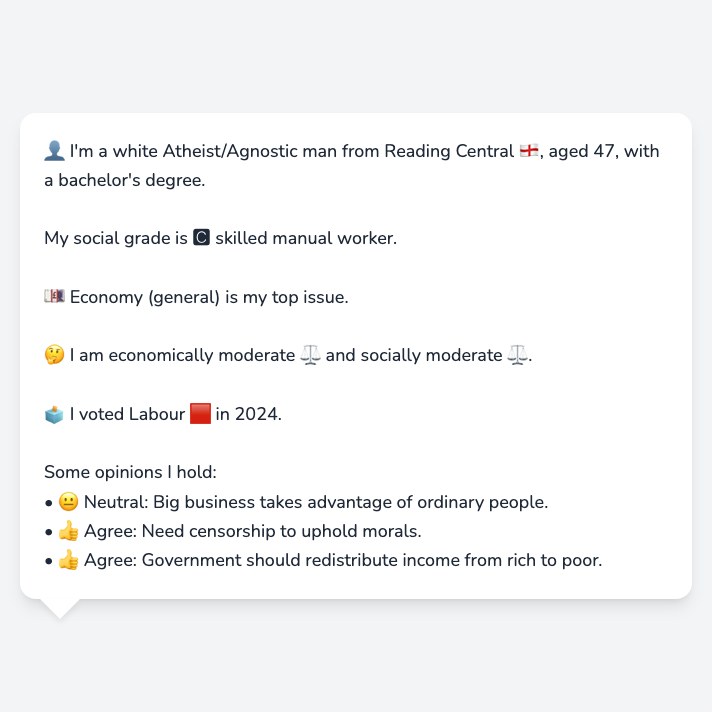 👤 I'm a white Atheist/Agnostic man from Reading Central 🏴󠁧󠁢󠁥󠁮󠁧󠁿, aged 47, with
a bachelor's degree.
My social grade is 🅲 skilled manual worker.
💷 Economy (general) is my top issue.
🤔 I am economically moderate ⚖️ and socially moderate ⚖️.
🗳️ I voted Labour 🟥 in 2024.
Some opinions I hold:
• 😐 Neutral: Big business takes advantage of ordinary people.
• 👍 Agree: Need censorship to uphold morals.
• 👍 Agree: Government should redistribute income from rich to poor.